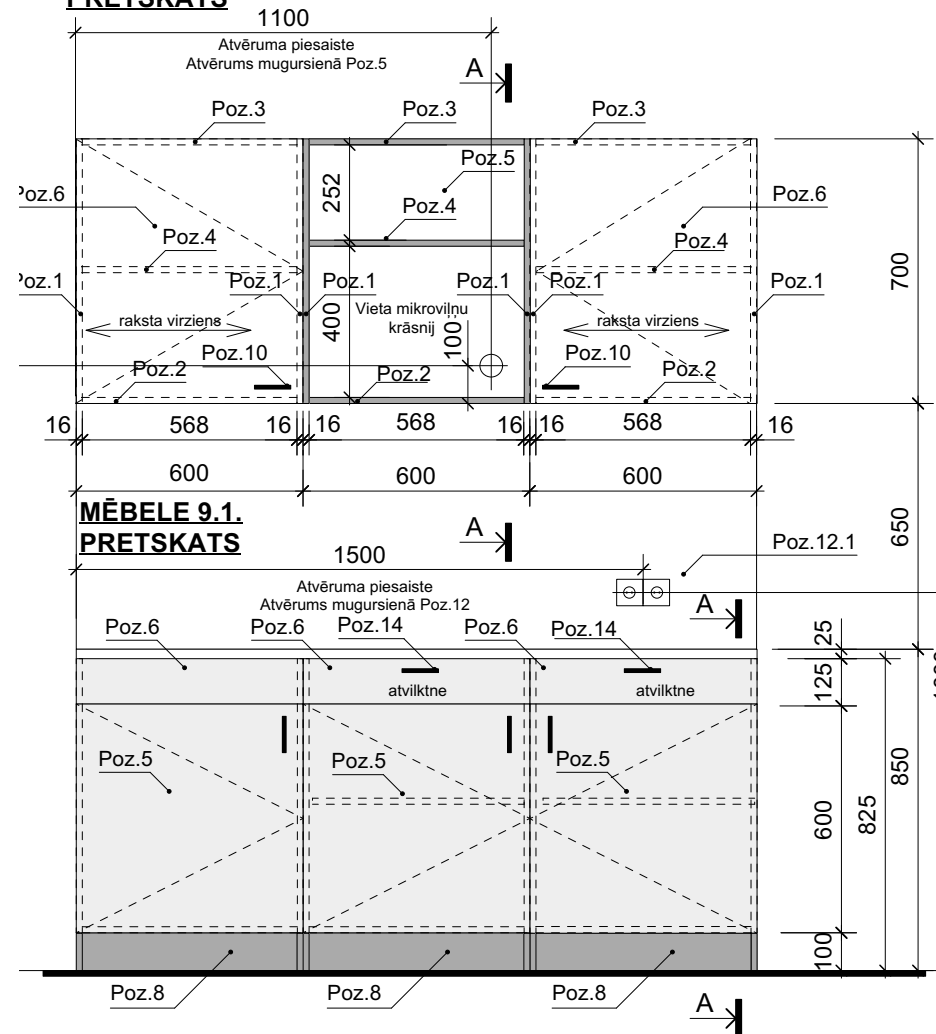 PRETSKATS
1100
Atvēruma piesaiste
Atvērums mugursienā Poz.5
A
Poz.3
Poz.3
Poz.3
Poz.5
252
Poz.6
Poz.6
Poz.4
Poz.4
Poz.4
700
Poz.1
Poz.1
Poz.1
Poz.1
Poz.1
Poz.1
400
Vieta mikroviļņu
krāsnij
raksta virziens
raksta virziens
100
Poz.10
Poz.10
Poz.2
Poz.2
Poz.2
16
568
16
16
568
16
16
568
16
600
600
600
MĒBELE 9.1.
PRETSKATS
A
650
1500
Poz.12.1
Atvēruma piesaiste
Atvērums mugursienā Poz.12
A
Poz.6
Poz.6
Poz.14
Poz.6
Poz.14
25
125
atvilktne
atvilktne
850
Poz.5
Poz.5
Poz.5
600
825
100
Poz.8
Poz.8
Poz.8
A